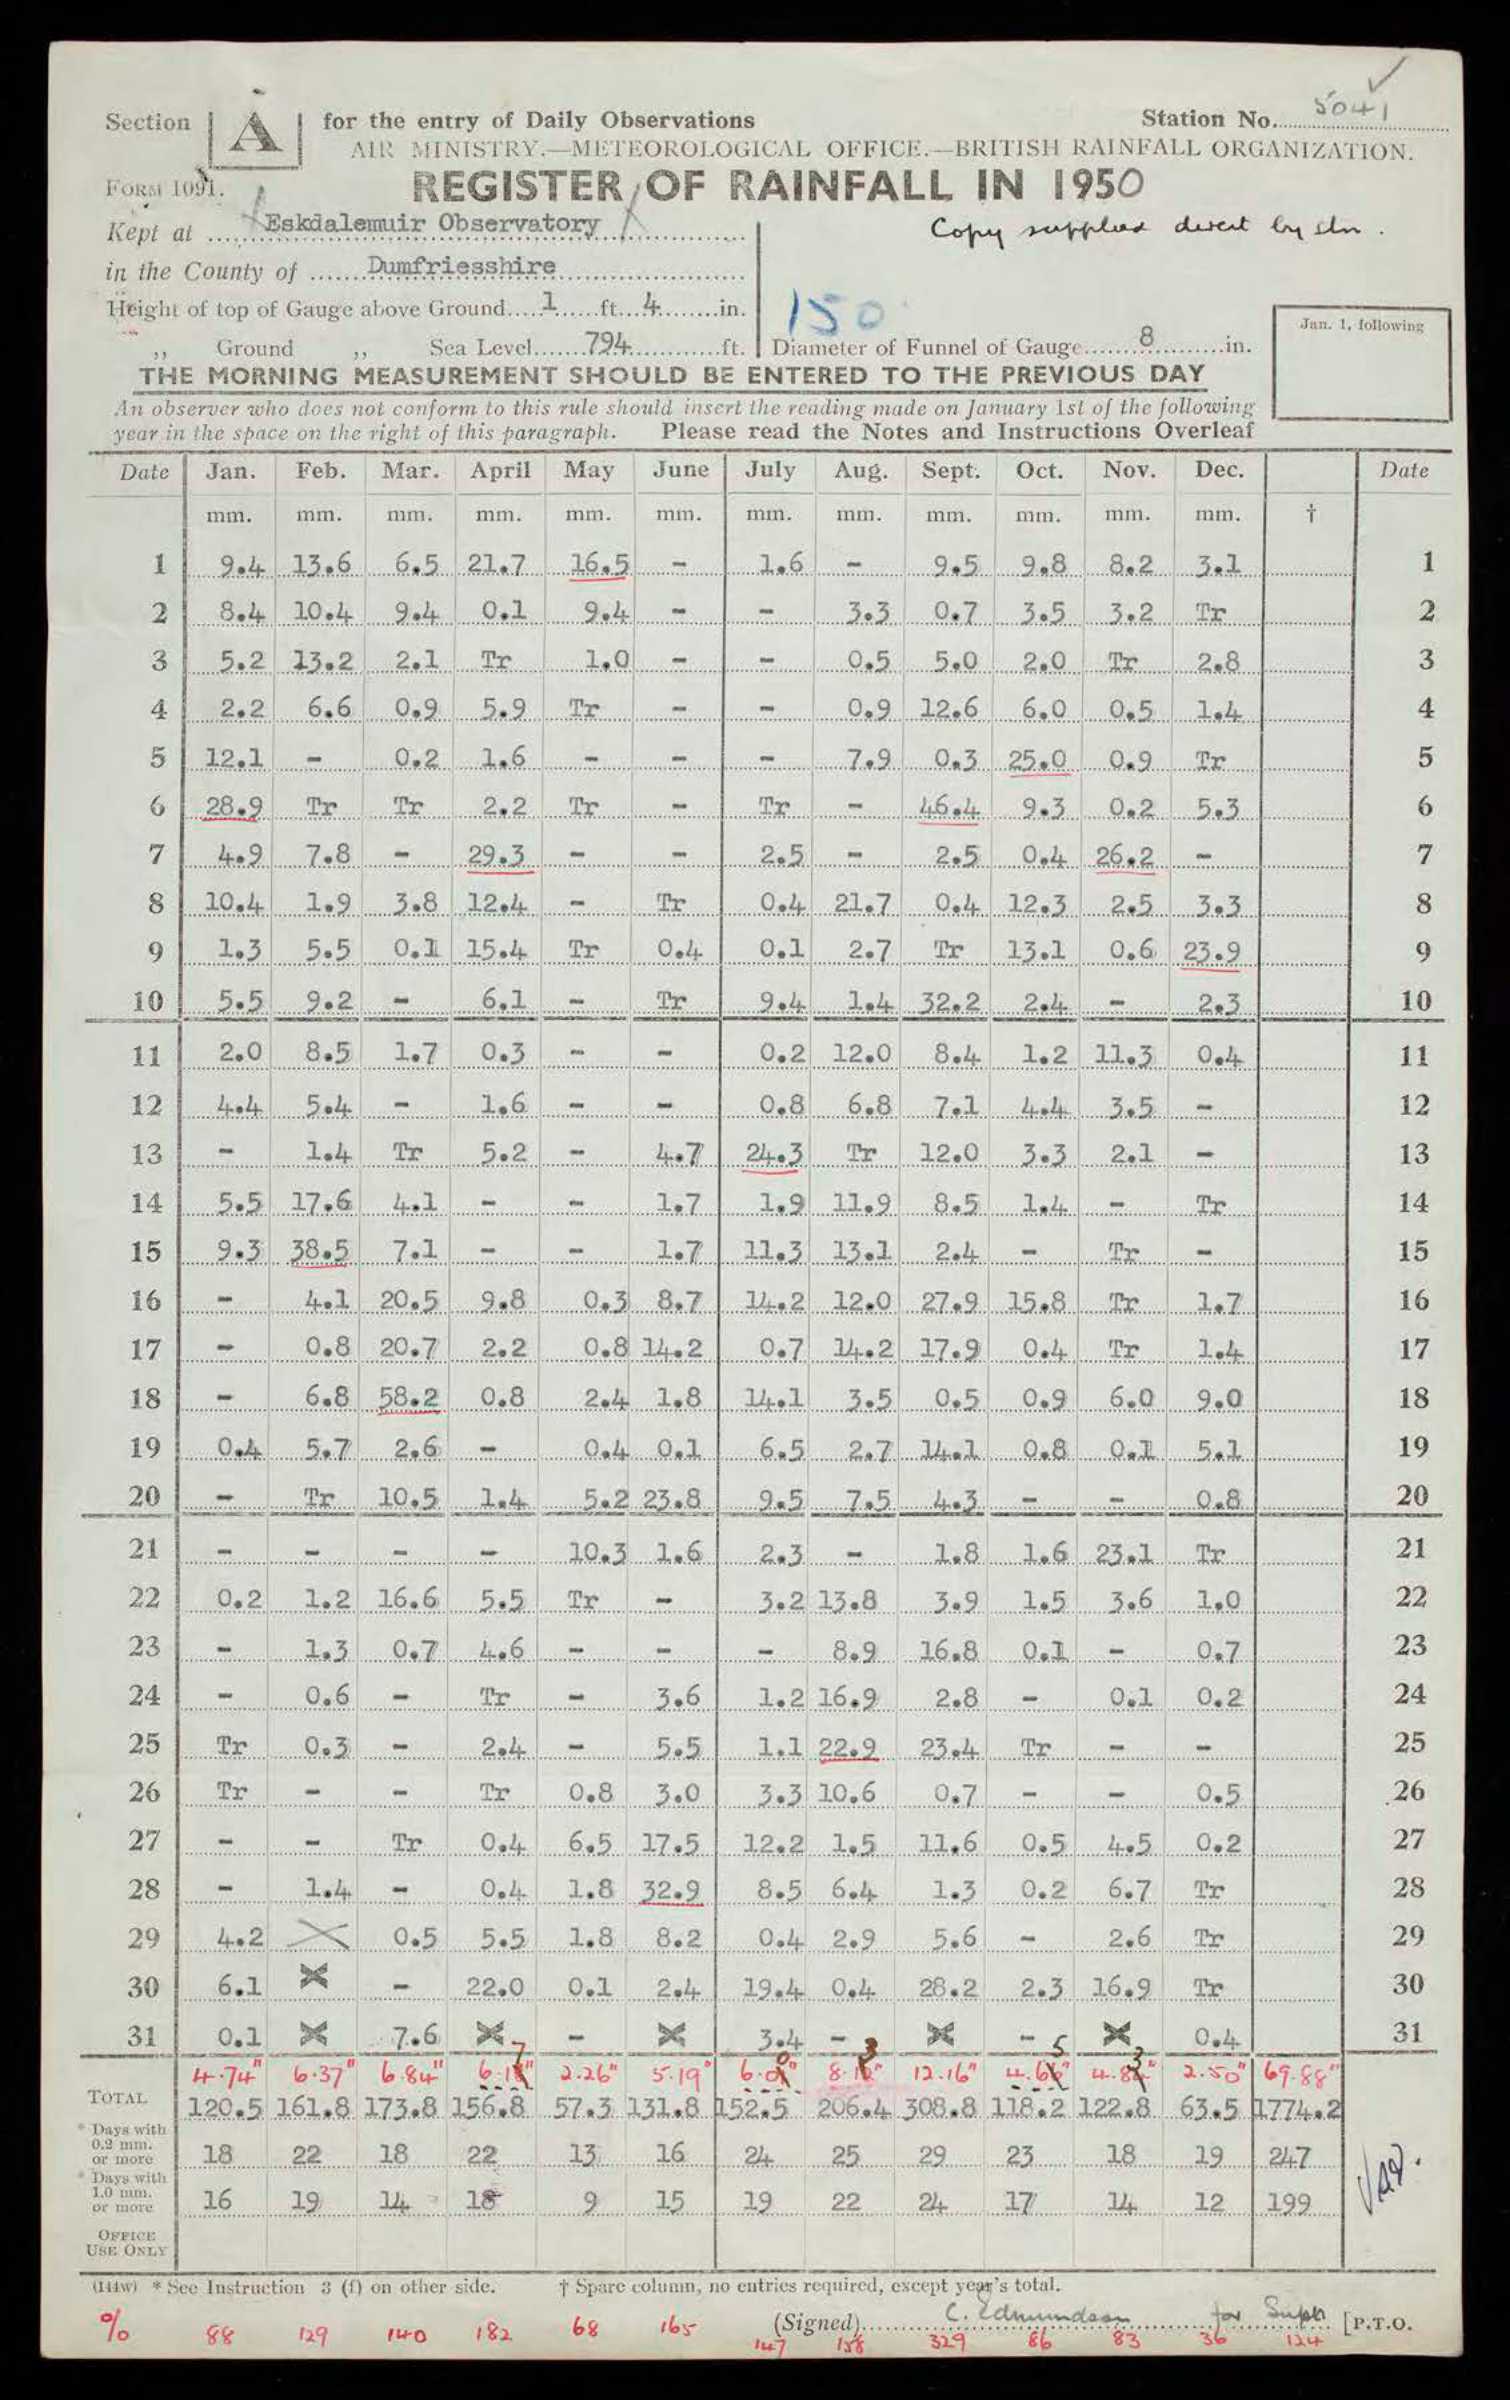 Section A for the entry of Daily Observations Station No. 5041
AIR MINISTRY.—METEOROLOGICAL OFFICE.—BRITISH RAINFALL ORGANIZATION.
FORM 1091. REGISTER OF RAINFALL IN 1950
Kept at Eskdalemuir Observatory Copy supplied direct by stn.
in the County of Dumfriesshire
Height of top of Gauge above Ground 1 ft. 4 in. 150
,, Ground ,, Sea Level 794 ft. Diameter of Funnel of Gauge 8 in. Jan. 1, following
THE MORNING MEASUREMENT SHOULD BE ENTERED TO THE PREVIOUS DAY
An observer who does not conform to this rule should insert the reading made on January 1st of the following
year in the space on the right of this paragraph. Please read the Notes and Instructions Overleaf
Date Jan. Feb. Mar. April May June July Aug. Sept. Oct. Nov. Dec. Date
mm. mm. mm. mm. mm. mm. mm. mm. mm. mm. mm. mm. †
1 9.4 13.6 6.5 21.7 16.5 - 1.6 - 9.5 9.8 8.2 3.1 1
2 8.4 10.4 9.4 0.1 9.4 - - 3.3 0.7 3.5 3.2 Tr 2
3 5.2 13.2 2.1 Tr 1.0 - - 0.5 5.0 2.0 Tr 2.8 3
4 2.2 6.6 0.9 5.9 Tr - - 0.9 12.6 6.0 0.5 1.4 4
5 12.1 - 0.2 1.6 - - - 7.9 0.3 25.0 0.9 Tr 5
6 28.9 Tr Tr 2.2 Tr - Tr - 46.4 9.3 0.2 5.3 6
7 4.9 7.8 - 29.3 - - 2.5 - 2.5 0.4 26.2 - 7
8 10.4 1.9 3.8 12.4 - Tr 0.4 21.7 0.4 12.3 2.5 3.3 8
9 1.3 5.5 0.1 15.4 Tr 0.4 0.1 2.7 Tr 13.1 0.6 23.9 9
10 5.5 9.2 - 6.1 - Tr 9.4 1.4 32.2 2.4 - 2.3 10
11 2.0 8.5 1.7 0.3 - - 0.2 12.0 8.4 1.2 11.3 0.4 11
12 4.4 5.4 - 1.6 - - 0.8 6.8 7.1 4.4 3.5 - 12
13 - 1.4 Tr 5.2 - 4.7 24.3 Tr 12.0 3.3 2.1 - 13
14 5.5 17.6 4.1 - - 1.7 1.9 11.9 8.5 1.4 - Tr 14
15 9.3 38.5 7.1 - - 1.7 11.3 13.1 2.4 - Tr - 15
16 - 4.1 20.5 9.8 0.3 8.7 14.2 12.0 27.9 15.8 Tr 1.7 16
17 - 0.8 20.7 2.2 0.8 14.2 0.7 14.2 17.9 0.4 Tr 1.4 17
18 - 6.8 58.2 0.8 2.4 1.8 14.1 3.5 0.5 0.9 6.0 9.0 18
19 0.4 5.7 2.6 - 0.4 0.1 6.5 2.7 14.1 0.8 0.1 5.1 19
20 - Tr 10.5 1.4 5.2 23.8 9.5 7.5 4.3 - - 0.8 20
21 - - - - 10.3 1.6 2.3 - 1.8 1.6 23.1 Tr 21
22 0.2 1.2 16.6 5.5 Tr - 3.2 13.8 3.9 1.5 3.6 1.0 22
23 - 1.3 0.7 4.6 - - - 8.9 16.8 0.1 - 0.7 23
24 - 0.6 - Tr - 3.6 1.2 16.9 2.8 - 0.1 0.2 24
25 Tr 0.3 - 2.4 - 5.5 1.1 22.9 23.4 Tr - - 25
26 Tr - - Tr 0.8 3.0 3.3 10.6 0.7 - - 0.5 26
27 - - Tr 0.4 6.5 17.5 12.2 1.5 11.6 0.5 4.5 0.2 27
28 - 1.4 - 0.4 1.8 32.9 8.5 6.4 1.3 0.2 6.7 Tr 28
29 4.2 X 0.5 5.5 1.8 8.2 0.4 2.9 5.6 - 2.6 Tr 29
30 6.1 X - 22.0 0.1 2.4 19.4 0.4 28.2 2.3 16.9 Tr 30
31 0.1 X 7.6 X - X 3.4 - X - X 0.4 31
4.74" 6.37" 6.84" 6.17" 2.26" 5.19" 6.00" 8.13" 12.16" 4.65" 4.83" 2.50" 69.88"
TOTAL 120.5 161.8 173.8 156.8 57.3 131.8 152.5 206.4 308.8 118.2 122.8 63.5 1774.2
* Days with
0.2 mm.
or more 18 22 18 22 13 16 24 25 29 23 18 19 247
* Days with
1.0 mm.
or more 16 19 14 18 9 15 19 22 24 17 14 12 199
OFFICE
USE ONLY
(144w) * See Instruction 3 (f) on other side. † Spare column, no entries required, except year's total.
(Signed) C. Edmundson for Supt [P.T.O.
% 88 129 140 182 68 165 147 158 329 86 83 36 124